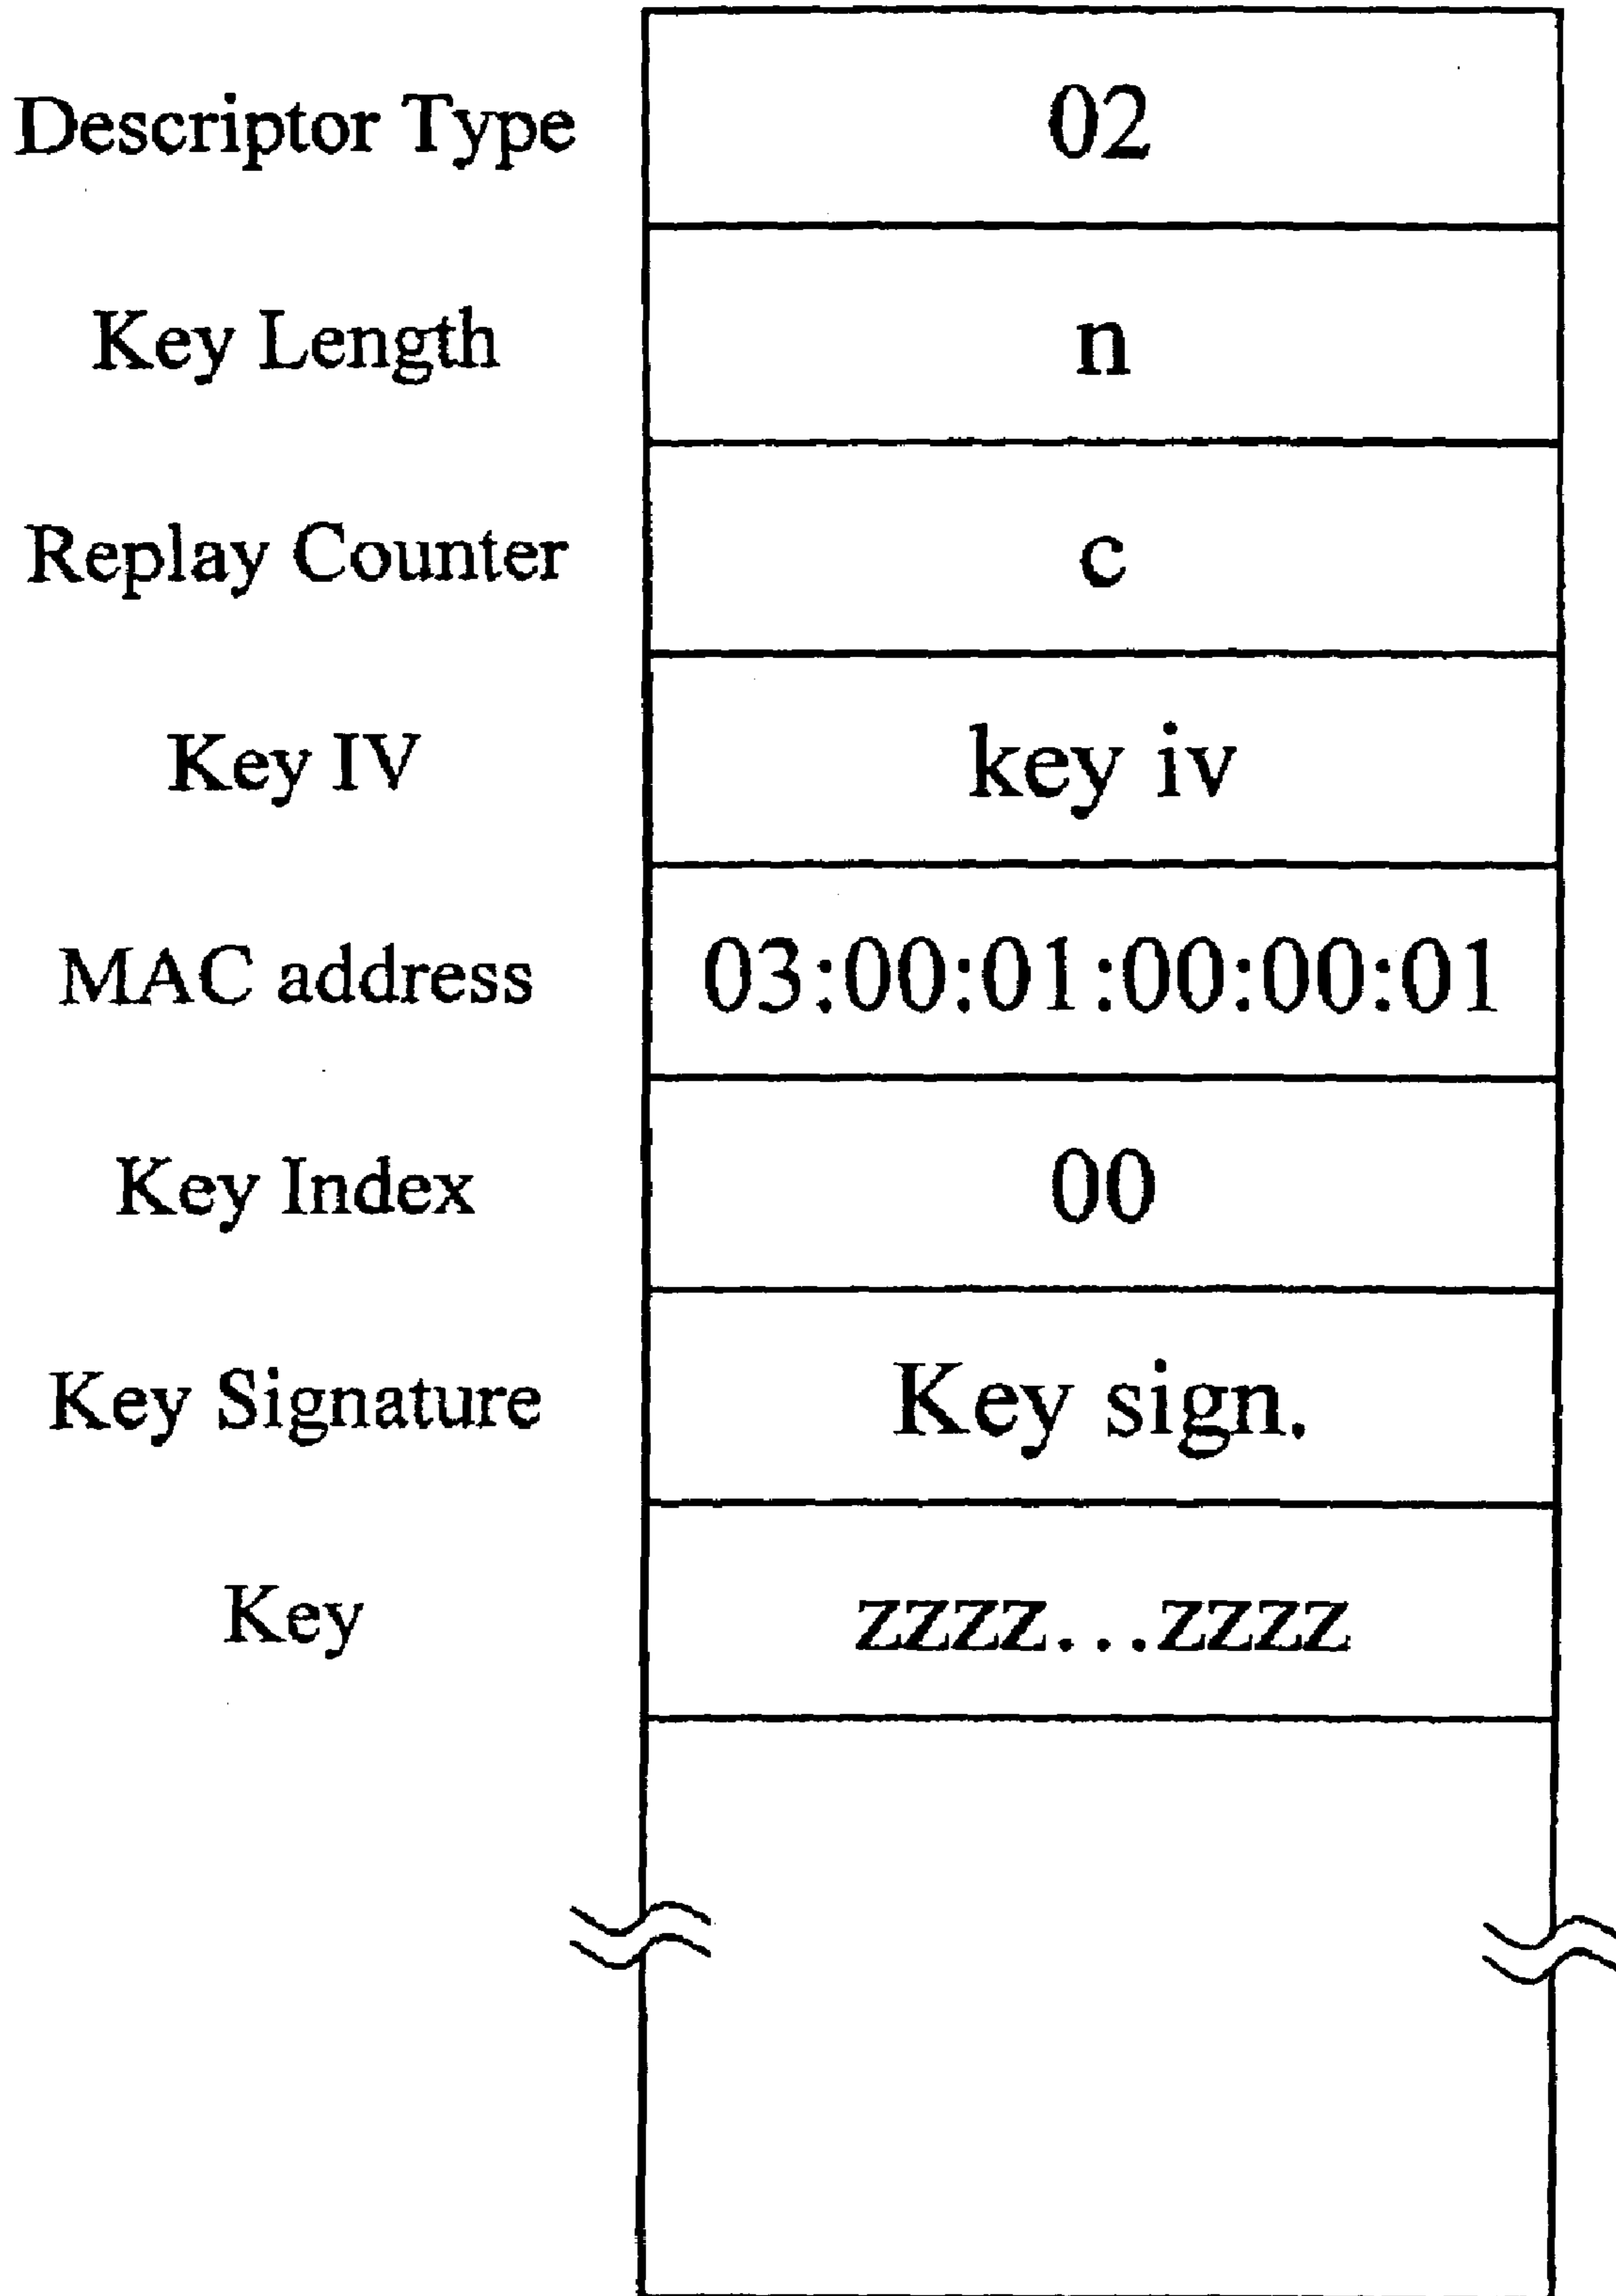 Descriptor Type 02
Key Length n
Replay Counter c
Key IV key iv
MAC address 03:00:01:00:00:01
Key Index 00
Key Signature Key sign.
Key zzzz...zzzz